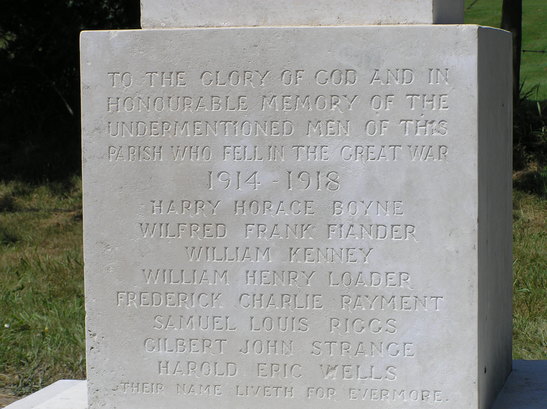 TO THE GLORY OF GOD AND IN
HONOURABLE MEMORY OF THE
UNDERMENTIONED MEN OF THIS
PARISH WHO FELL IN THE GREAT WAR
1914 - 1918
HARRY HORACE BOYNE
WILFRED FRANK FIANDER
WILLIAM KENNEY
WILLIAM HENRY LOADER
FREDERICK CHARLIE RAYMENT
SAMUEL LOUIS RIGGS
GILBERT JOHN STRANGE
HAROLD ERIC WELLS
THEIR NAME LIVETH FOR EVERMORE.